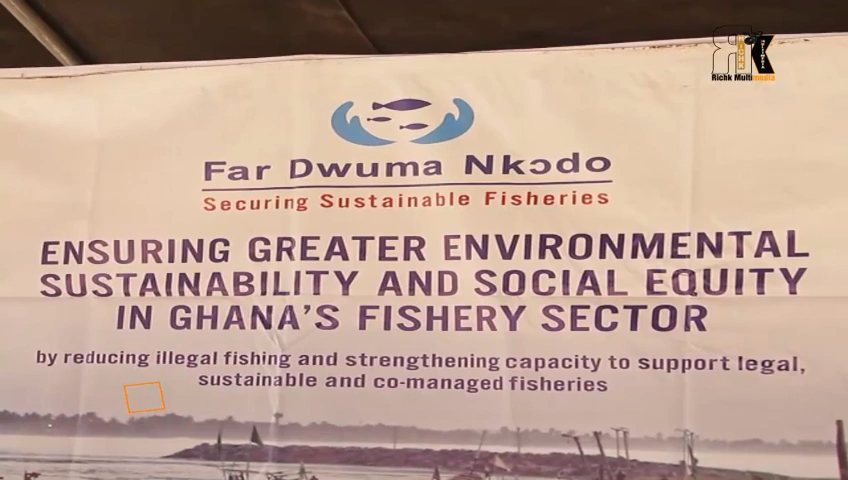 Richk Multimedia
Far Dwuma Nkɔdo
Securing Sustainable Fisheries
ENSURING GREATER ENVIRONMENTAL
SUSTAINABILITY AND SOCIAL EQUITY
IN GHANA'S FISHERY SECTOR
by reducing illegal fishing and strengthening capacity to support legal,
sustainable and co-managed fisheries